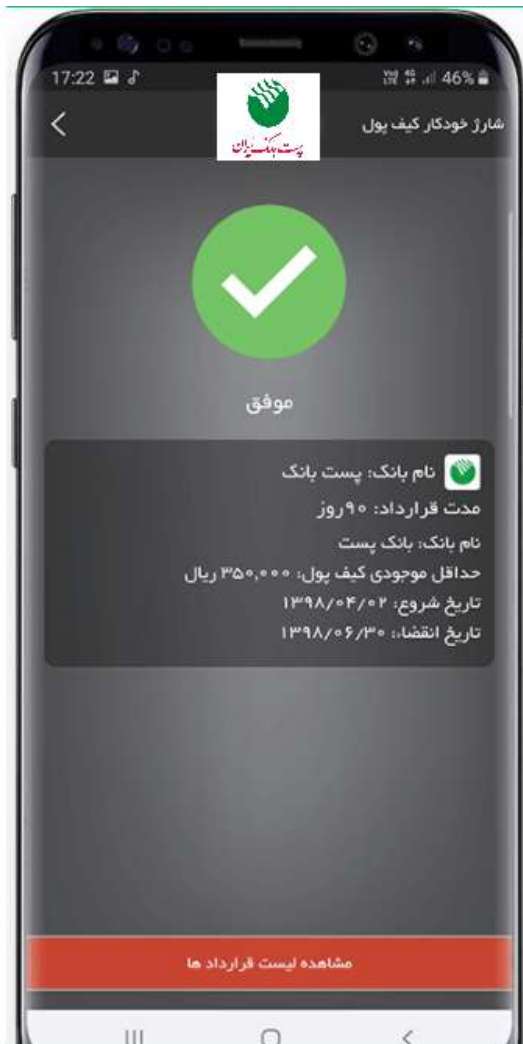 17:22 46%
شارژ خودکار کیف پول
پست بانک ایران
موفق
نام بانک: پست بانک
مدت قرارداد: ۹۰روز
نام بانک: بانک پست
حداقل موجودی کیف پول: ۳۵۰,۰۰۰ ریال
تاریخ شروع: ۱۳۹۸/۰۴/۰۲
تاریخ انقضاء: ۱۳۹۸/۰۶/۳۰
مشاهده لیست قرارداد ها